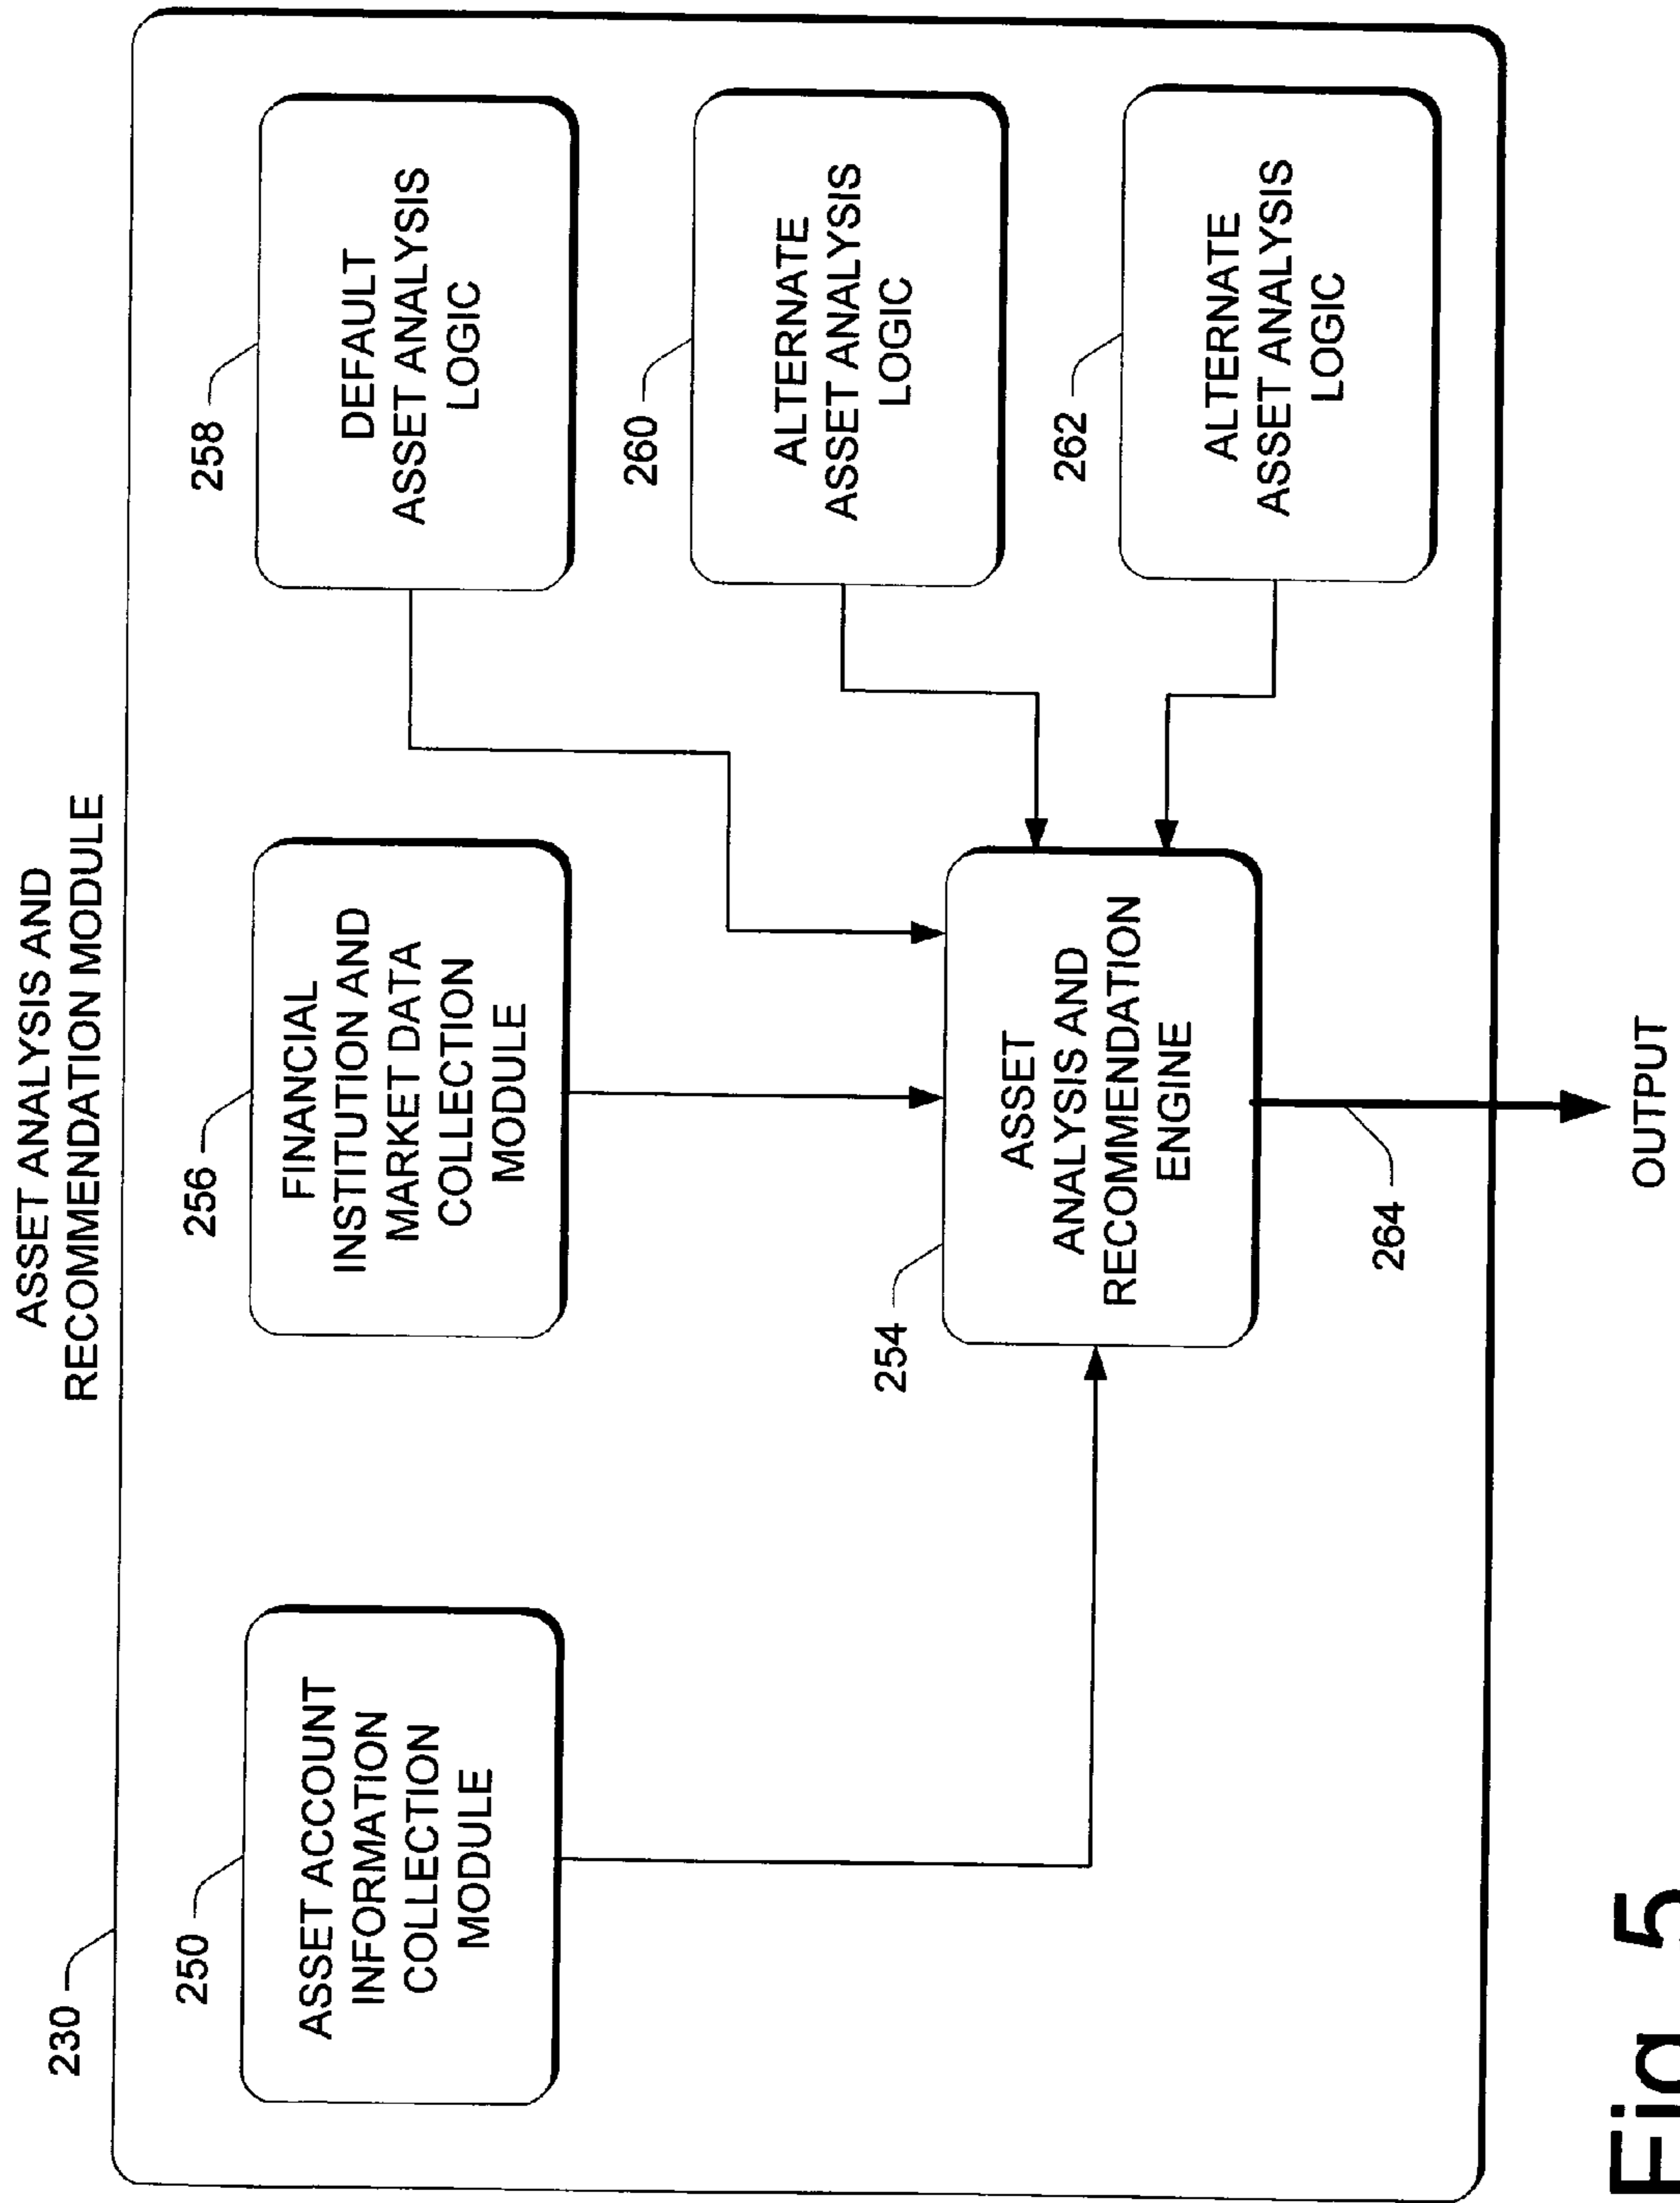 ASSET ANALYSIS AND
RECOMMENDATION MODULE
230
250
ASSET ACCOUNT
INFORMATION
COLLECTION
MODULE
256
FINANCIAL
INSTITUTION AND
MARKET DATA
COLLECTION
MODULE
258
DEFAULT
ASSET ANALYSIS
LOGIC
260
ALTERNATE
ASSET ANALYSIS
LOGIC
262
ALTERNATE
ASSET ANALYSIS
LOGIC
254
ASSET
ANALYSIS AND
RECOMMENDATION
ENGINE
264
OUTPUT
Fig. 5